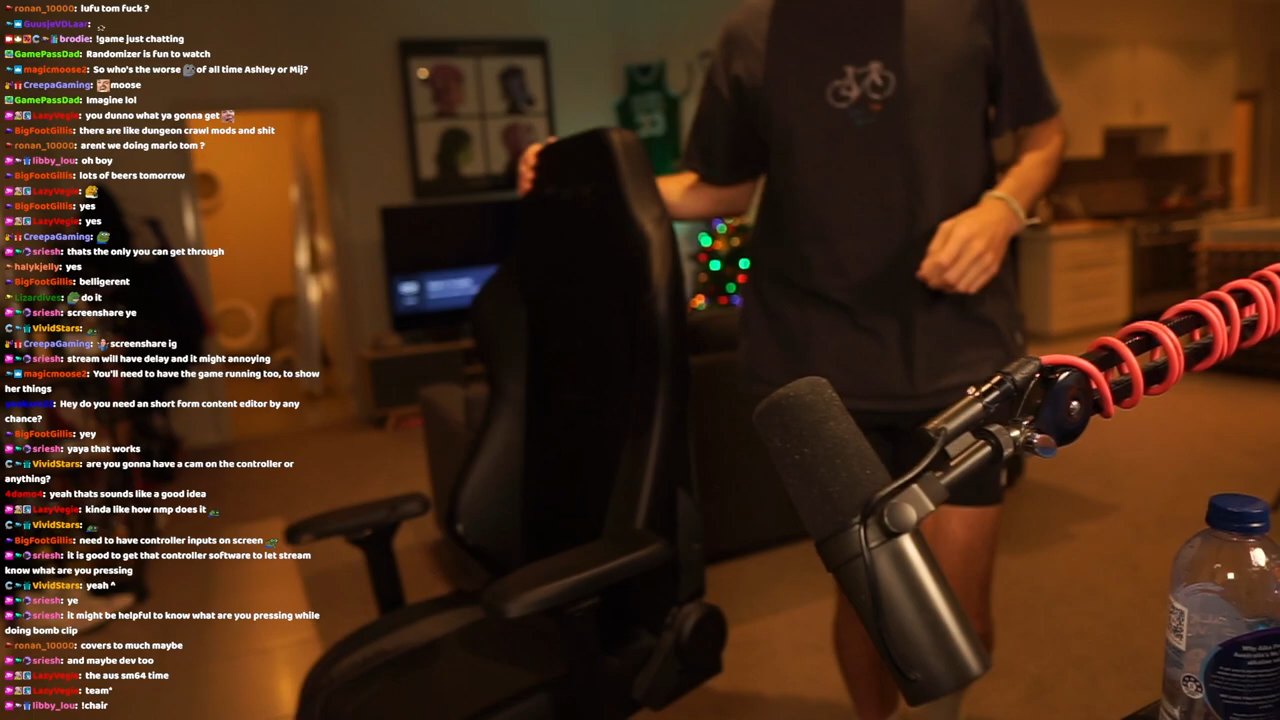 ronan_10000: lufu tom fuck ?
GuusjeVDLaar:
brodie: !game just chatting
GamePassDad: Randomizer is fun to watch
magicmoose2: So who's the worse of all time Ashley or Mij?
CreepaGaming: moose
GamePassDad: Imagine lol
LazyVegie: you dunno what ya gonna get
BigFootGillis: there are like dungeon crawl mods and shit
ronan_10000: arent we doing mario tom ?
libby_lou: oh boy
BigFootGillis: lots of beers tomorrow
LazyVegie:
BigFootGillis: yes
LazyVegie: yes
CreepaGaming:
sriesh: thats the only you can get through
halykjelly: yes
BigFootGillis: belligerent
Lizardives: do it
sriesh: screenshare ye
VividStars:
CreepaGaming: screenshare ig
sriesh: stream will have delay and it might annoying
magicmoose2: You'll need to have the game running too, to show
her things
Hey do you need an short form content editor by any
chance?
BigFootGillis: yey
sriesh: yaya that works
VividStars: are you gonna have a cam on the controller or
anything?
4damo4: yeah thats sounds like a good idea
LazyVegie: kinda like how nmp does it
VividStars:
BigFootGillis: need to have controller inputs on screen
sriesh: it is good to get that controller software to let stream
know what are you pressing
VividStars: yeah ^
sriesh: ye
sriesh: it might be helpful to know what are you pressing while
doing bomb clip
ronan_10000: covers to much maybe
sriesh: and maybe dev too
LazyVegie: the aus sm64 time
LazyVegie: team*
libby_lou: !chair